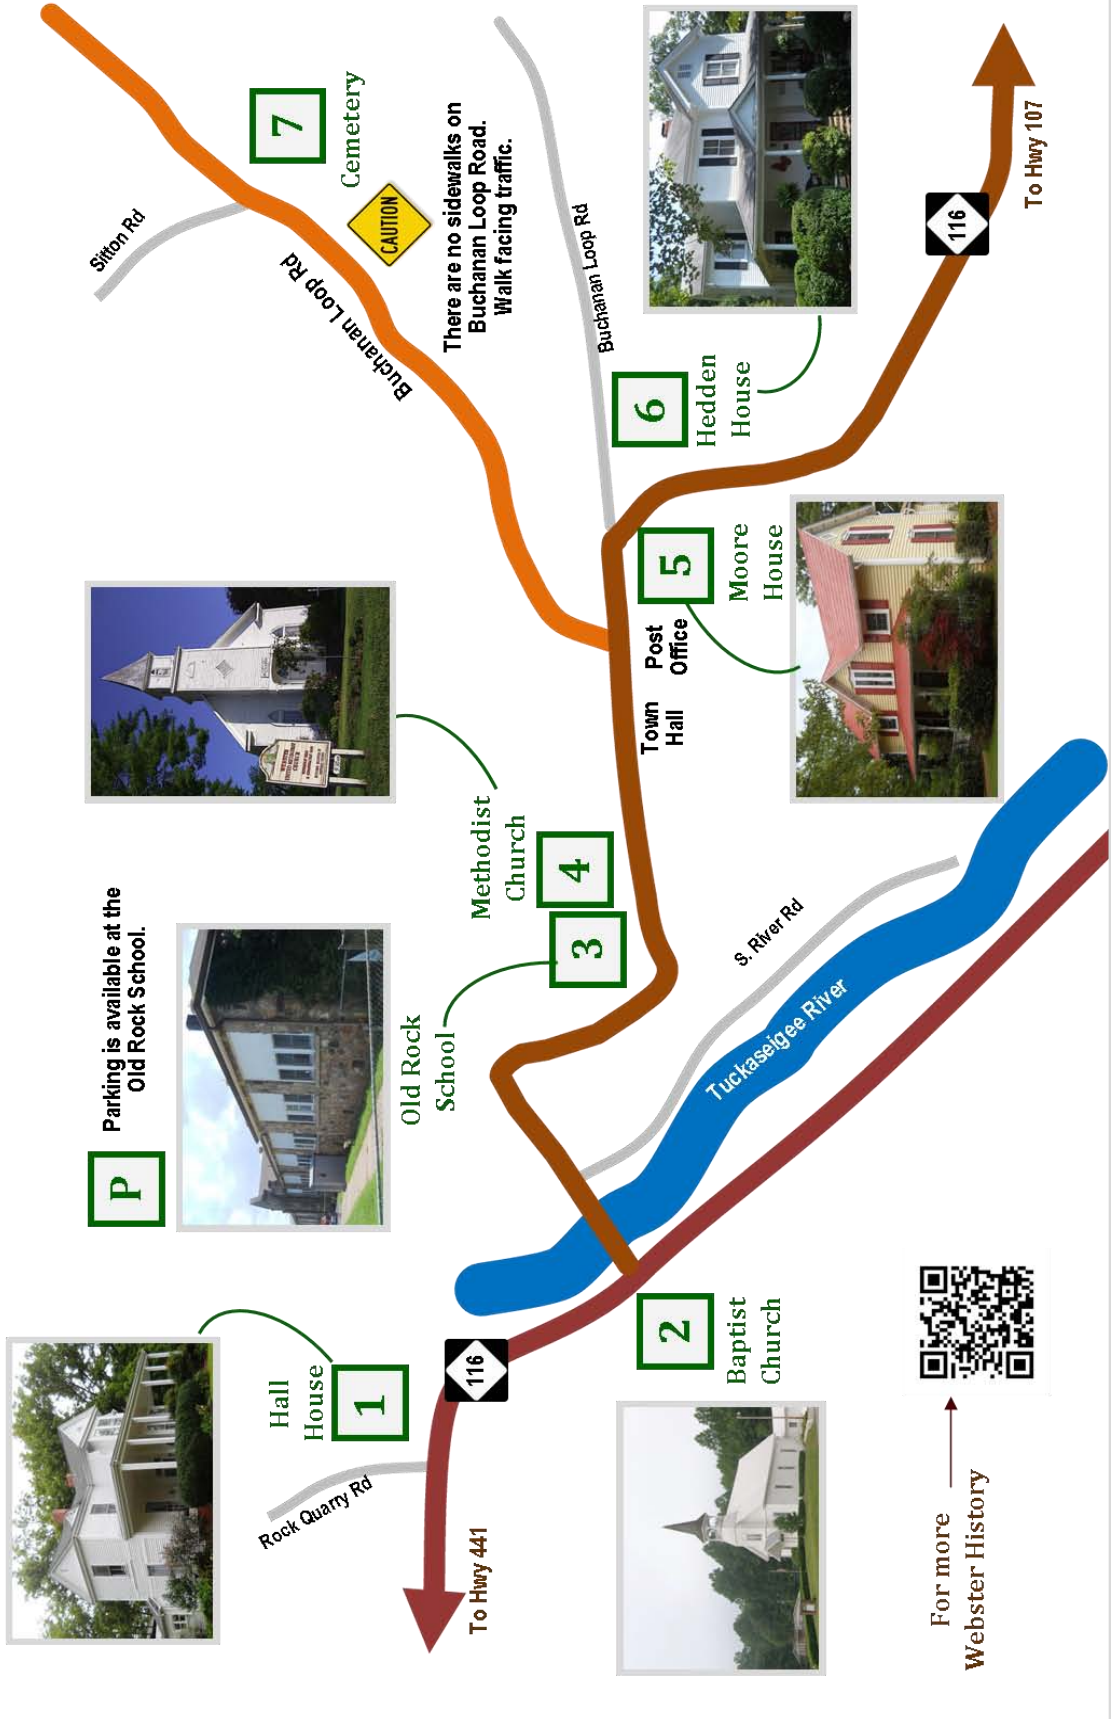 Hall
House
1
Rock Quarry Rd
116
To Hwy 441
2
Baptist
Church
For more
Webster History
P
Parking is available at the
Old Rock School.
Old Rock
School
3
Methodist
Church
4
S. River Rd
Tuckaseigee River
Town
Hall
Post
Office
5
Moore
House
6
Hedden
House
Buchanan Loop Rd
Buchanan Loop Rd
Sitton Rd
7
Cemetery
CAUTION
There are no sidewalks on
Buchanan Loop Road.
Walk facing traffic.
116
To Hwy 107